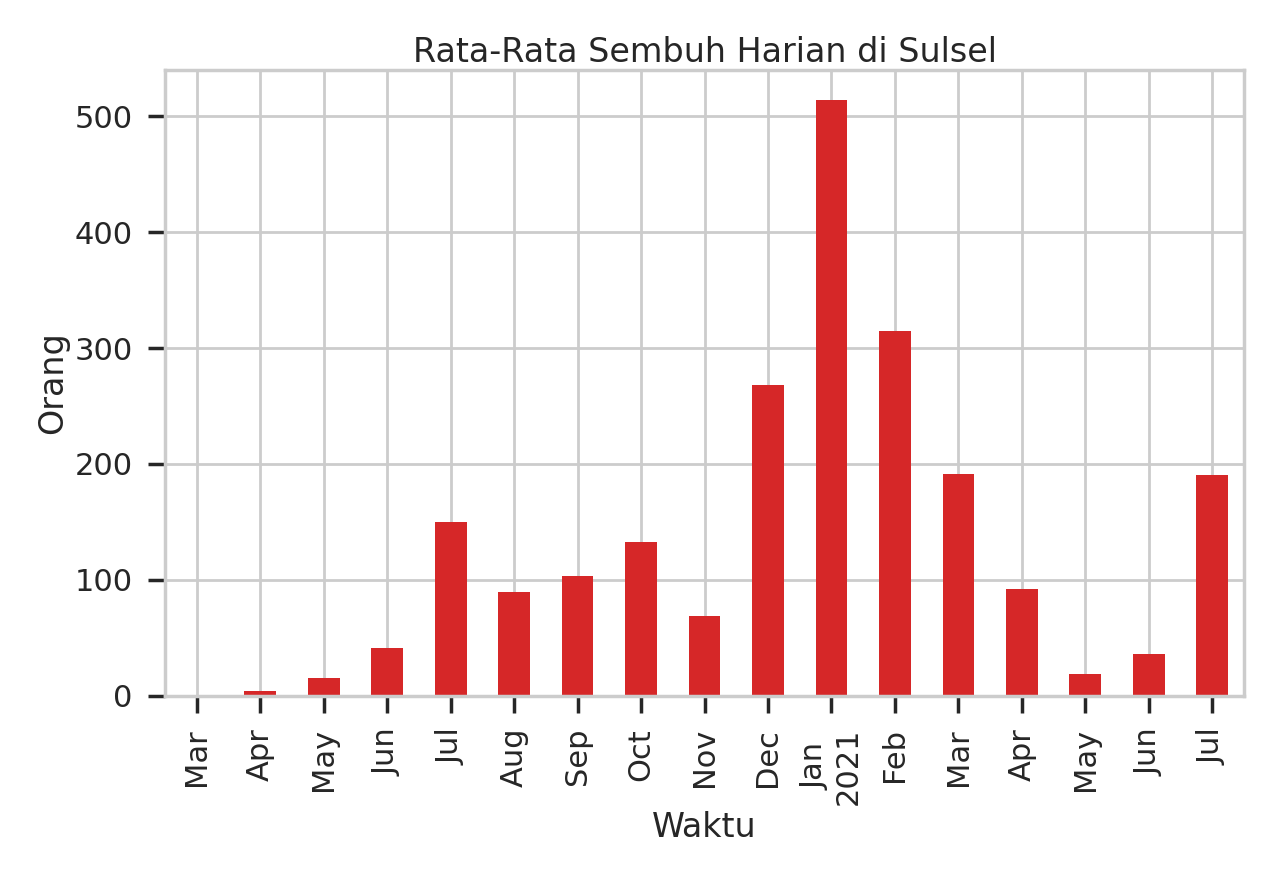 Rata-Rata Sembuh Harian di Sulsel
500
400
300
200
100
0
Orang
Mar
Apr
May
Jun
Jul
Aug
Sep
Oct
Nov
Dec
Jan
2021
Feb
Mar
Apr
May
Jun
Jul
Waktu